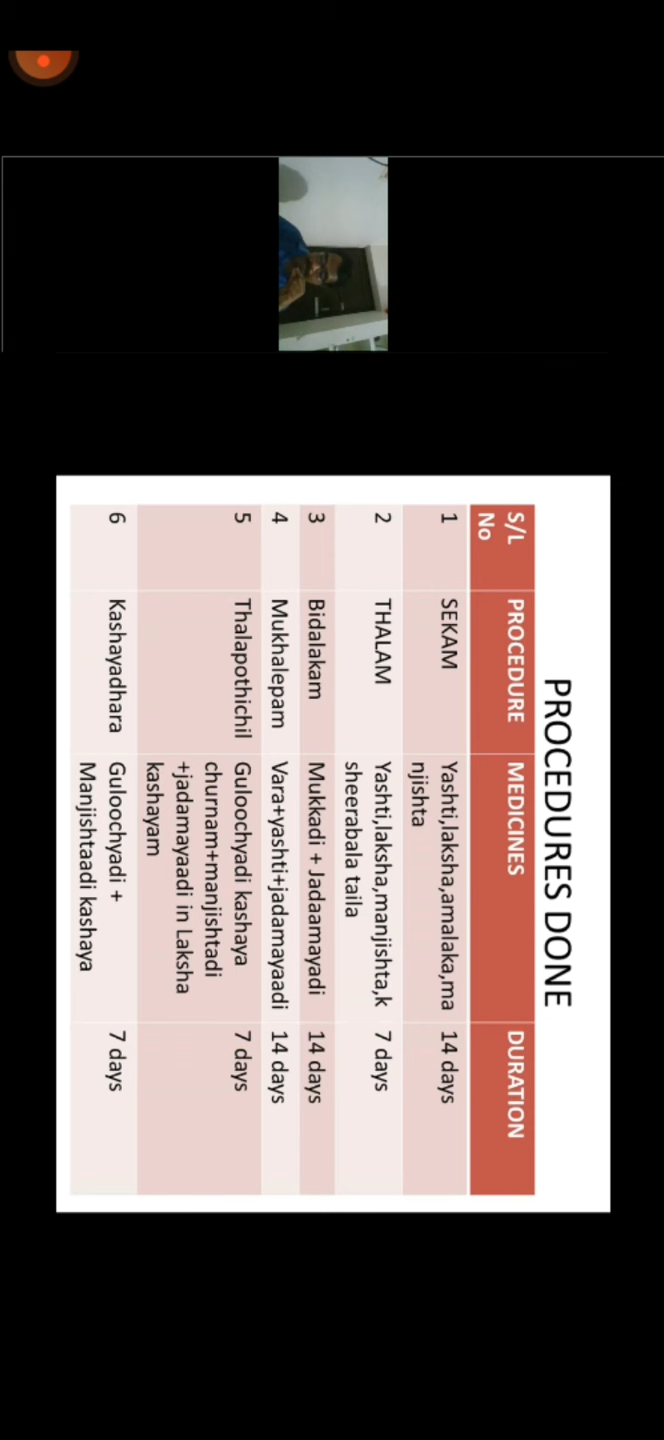 PROCEDURES DONE
S/L No PROCEDURE MEDICINES DURATION
1 SEKAM Yashti,laksha,amalaka,ma
njishta 14 days
2 THALAM Yashti,laksha,manjishta,k
sheerabala taila 7 days
3 Bidalakam Mukkadi + Jadaamayadi 14 days
4 Mukhalepam Vara+yashti+jadamayaadi 14 days
5 Thalapothichil Guloochyadi kashaya
churnam+manjishtadi
+jadamayaadi in Laksha
kashayam 7 days
6 Kashayadhara Guloochyadi +
Manjishtaadi kashaya 7 days